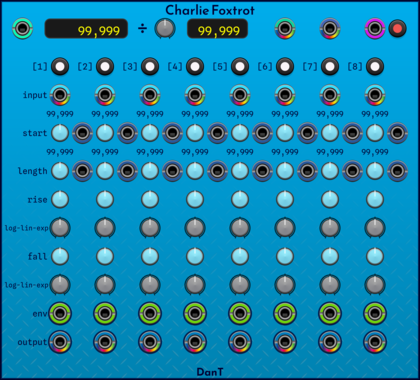 Charlie Foxtrot
99,999 ÷ 99,999
[1] [2] [3] [4] [5] [6] [7] [8]
input
99,999 99,999 99,999 99,999 99,999 99,999 99,999 99,999
start
99,999 99,999 99,999 99,999 99,999 99,999 99,999 99,999
length
rise
log-lin-exp
fall
log-lin-exp
env
output
DanT